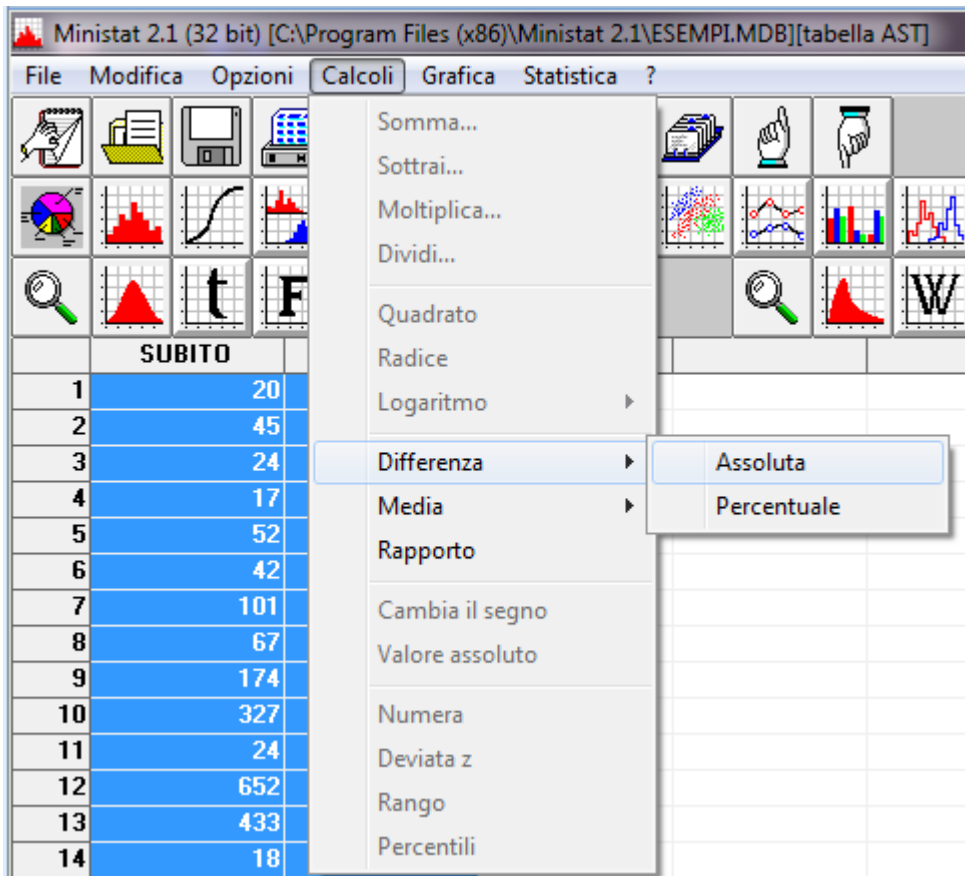 Ministat 2.1 (32 bit) [C:\Program Files (x86)\Ministat 2.1\ESEMPI.MDB][tabella AST]
File Modifica Opzioni Calcoli Grafica Statistica ?
Somma...
Sottrai...
Moltiplica...
Dividi...
Quadrato
Radice
Logaritmo
Differenza
Media
Rapporto
Cambia il segno
Valore assoluto
Numera
Deviata z
Rango
Percentili
Assoluta
Percentuale
t F W
SUBITO
1 20
2 45
3 24
4 17
5 52
6 42
7 101
8 67
9 174
10 327
11 24
12 652
13 433
14 18